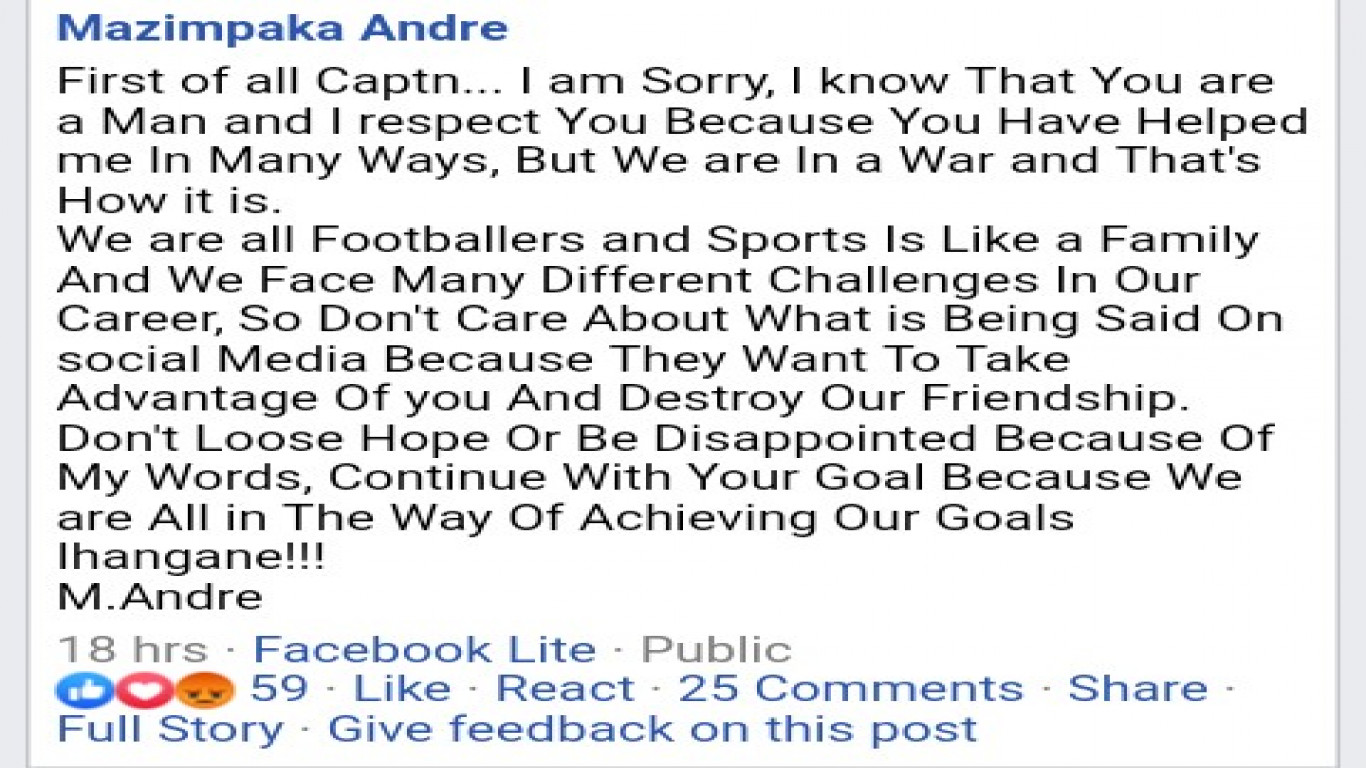 Mazimpaka Andre
First of all Captn... I am Sorry, I know That You are
a Man and I respect You Because You Have Helped
me In Many Ways, But We are In a War and That's
How it is.
We are all Footballers and Sports Is Like a Family
And We Face Many Different Challenges In Our
Career, So Don't Care About What is Being Said On
social Media Because They Want To Take
Advantage Of you And Destroy Our Friendship.
Don't Loose Hope Or Be Disappointed Because Of
My Words, Continue With Your Goal Because We
are All in The Way Of Achieving Our Goals
Ihangane!!!
M.Andre
18 hrs · Facebook Lite · Public
59 · Like · React · 25 Comments · Share ·
Full Story · Give feedback on this post